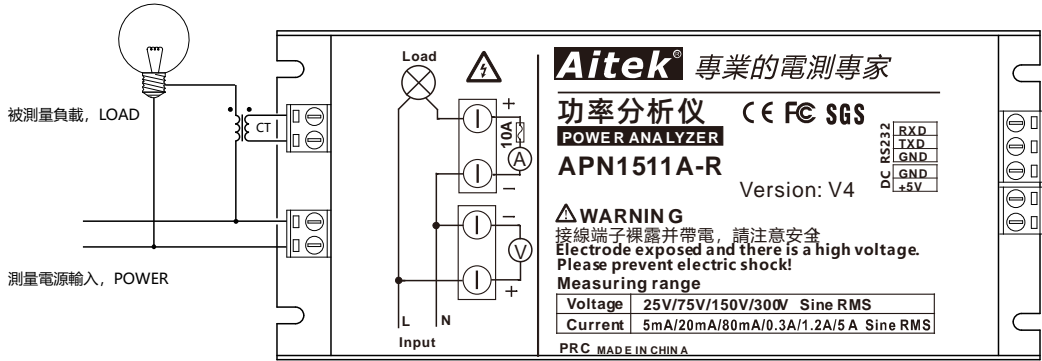 被測量負載，LOAD
CT
測量電源輸入，POWER
Load
+
10A
A
−
−
V
+
L N
Input
Aitek® 專業的電測專家
功率分析仪 CE FC SGS
POWER ANALYZER
APN1511A-R
Version: V4
RS232
RXD
TXD
GND
DC
GND
+5V
WARNING
接線端子裸露并帶電，請注意安全!
Electrode exposed and there is a high voltage.
Please prevent electric shock!
Measuring range
Voltage 25V/75V/150V/300V Sine RMS
Current 5mA/20mA/80mA/0.3A/1.2A/5A Sine RMS
PRC MADE IN CHINA